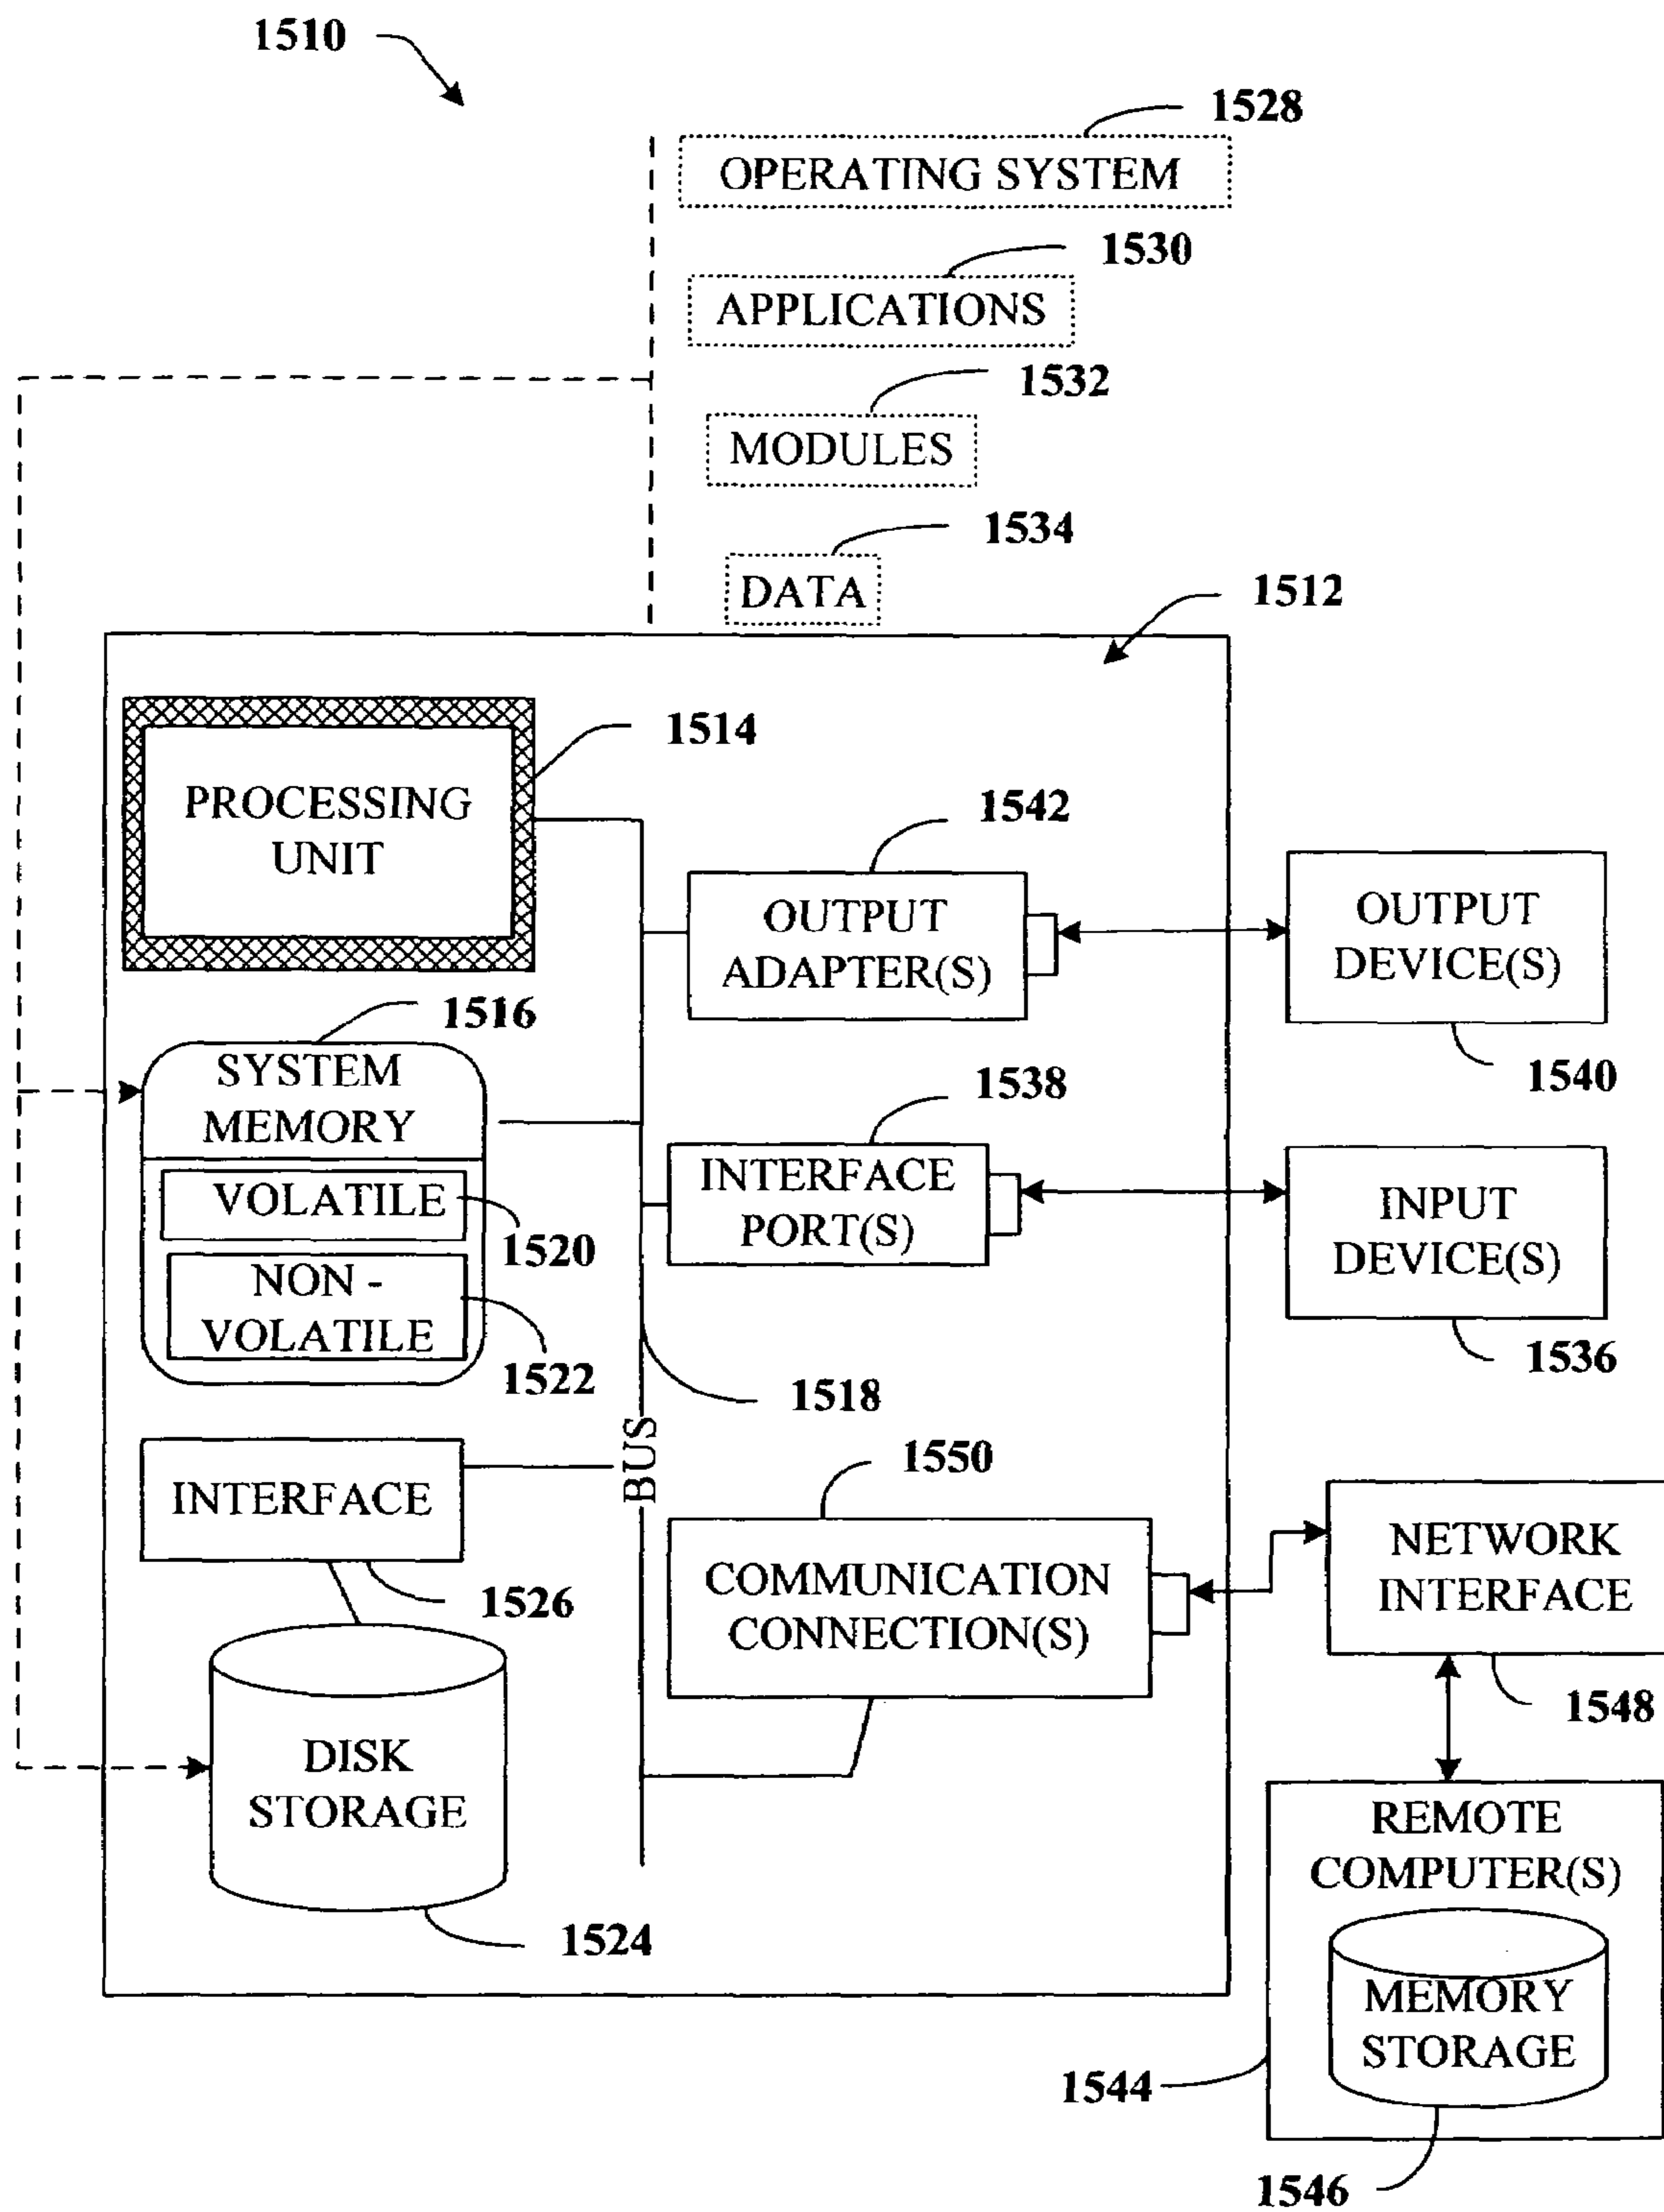 1510
1528
OPERATING SYSTEM
1530
APPLICATIONS
1532
MODULES
1534
DATA
1512
1514
PROCESSING
UNIT
1542
OUTPUT
ADAPTER(S)
OUTPUT
DEVICE(S)
1540
1516
SYSTEM
MEMORY
VOLATILE
1520
NON -
VOLATILE
1522
1538
INTERFACE
PORT(S)
INPUT
DEVICE(S)
1536
1518
BUS
INTERFACE
1526
1550
COMMUNICATION
CONNECTION(S)
NETWORK
INTERFACE
1548
DISK
STORAGE
1524
REMOTE
COMPUTER(S)
MEMORY
STORAGE
1544
1546